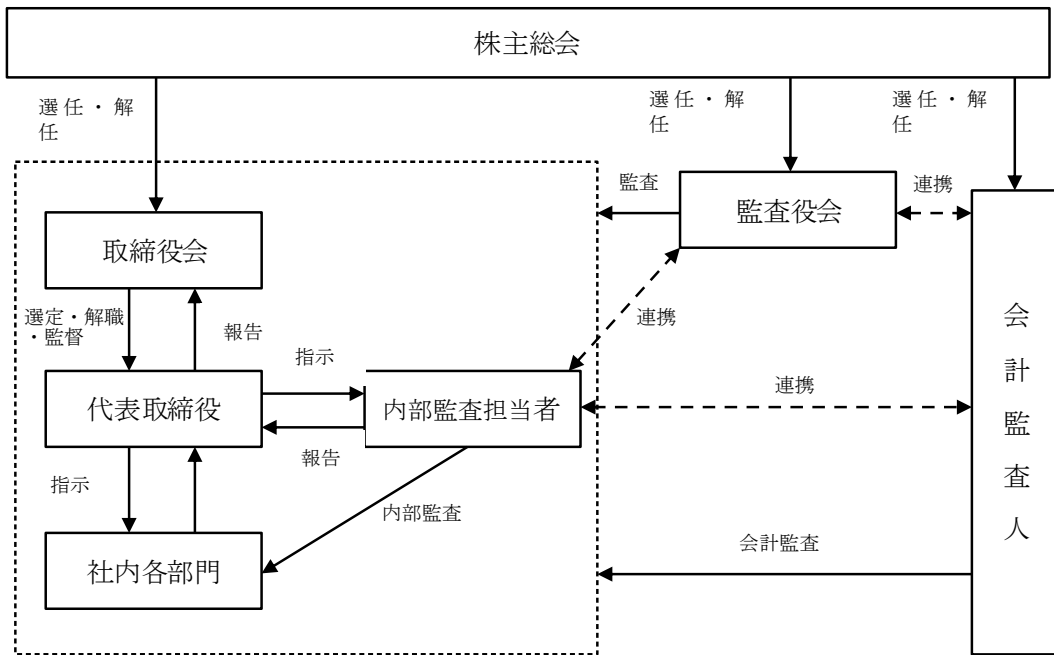 株主総会
選任・解
任
選任・解
任
選任・解
任
監査
監査役会
連携
取締役会
連携
会計監査人
選定・解職
・監督
報告
指示
代表取締役
内部監査担当者
連携
報告
指示
内部監査
社内各部門
会計監査